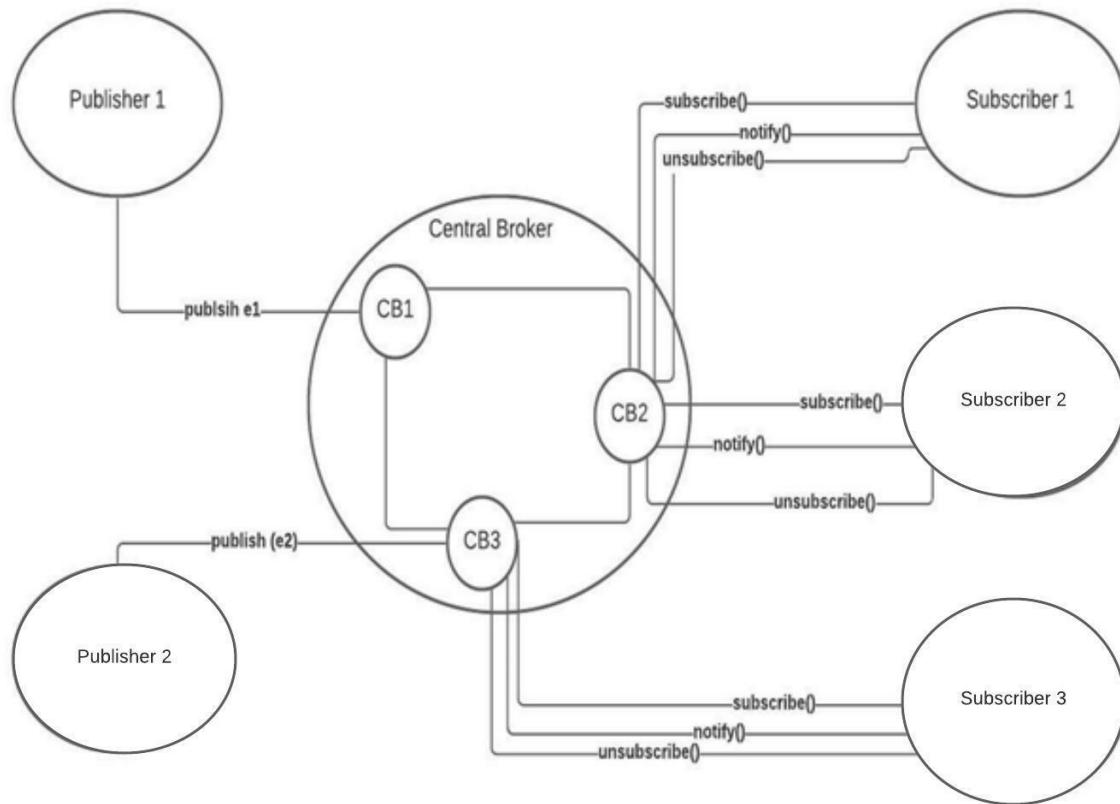 Publisher 1
subscribe()
Subscriber 1
notify()
unsubscribe()
Central Broker
publsih e1
CB1
CB2
subscribe()
Subscriber 2
notify()
unsubscribe()
publish (e2)
CB3
Publisher 2
subscribe()
Subscriber 3
notify()
unsubscribe()